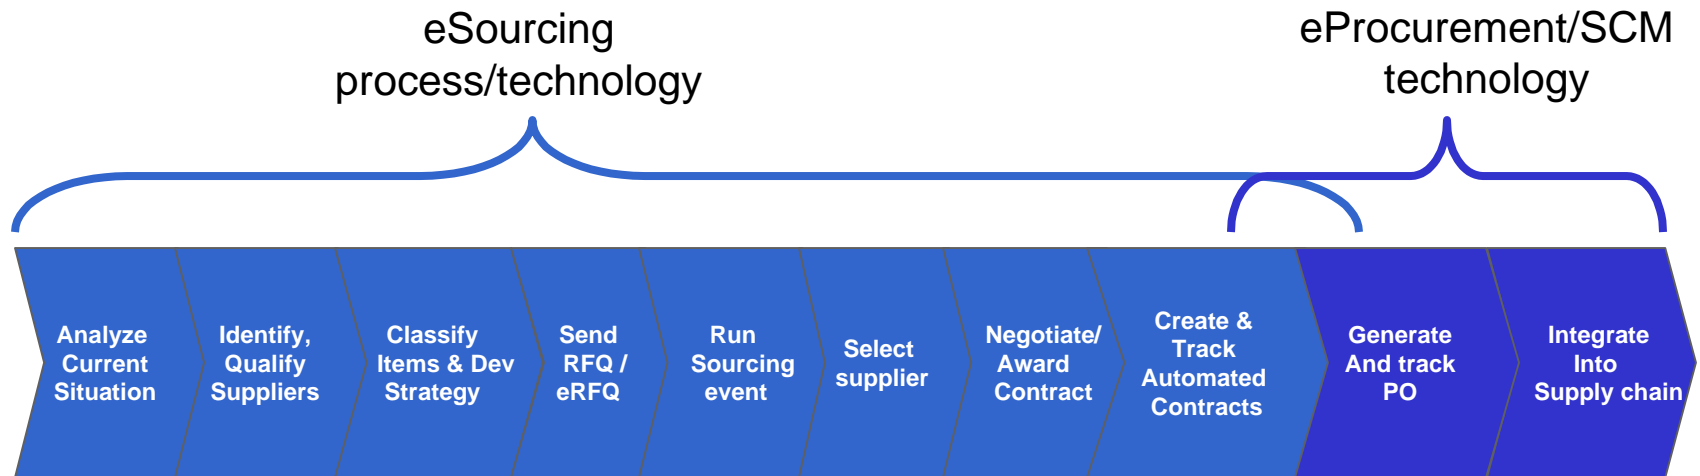 eSourcing
process/technology
eProcurement/SCM
technology
Analyze
Current
Situation
Identify,
Qualify
Suppliers
Classify
Items & Dev
Strategy
Send
RFQ /
eRFQ
Run
Sourcing
event
Select
supplier
Negotiate/
Award
Contract
Create &
Track
Automated
Contracts
Generate
And track
PO
Integrate
Into
Supply chain